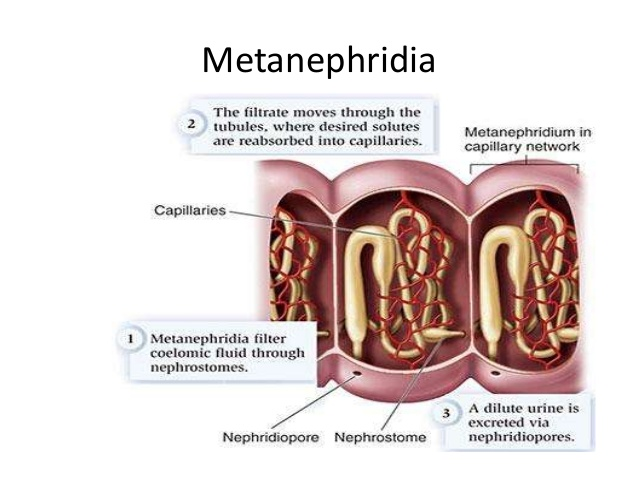 Metanephridia
2
The filtrate moves through the
tubules, where desired solutes
are reabsorbed into capillaries.
Metanephridium in
capillary network
Capillaries
1
Metanephridia filter
coelomic fluid through
nephrostomes.
3
A dilute urine is
excreted via
nephridiopores.
Nephridiopore
Nephrostome